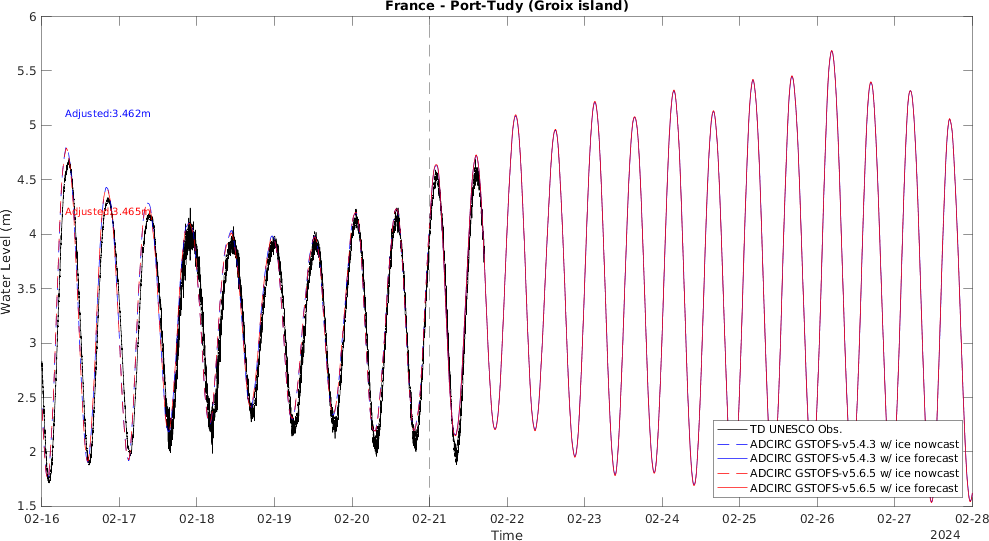 France - Port-Tudy (Groix island)
6
5.5
5
4.5
4
3.5
3
2.5
2
1.5
Water Level (m)
Adjusted:3.462m
Adjusted:3.465m
TD UNESCO Obs.
ADCIRC GSTOFS-v5.4.3 w/ ice nowcast
ADCIRC GSTOFS-v5.4.3 w/ ice forecast
ADCIRC GSTOFS-v5.6.5 w/ ice nowcast
ADCIRC GSTOFS-v5.6.5 w/ ice forecast
02-16 02-17 02-18 02-19 02-20 02-21 02-22 02-23 02-24 02-25 02-26 02-27 02-28
Time
2024